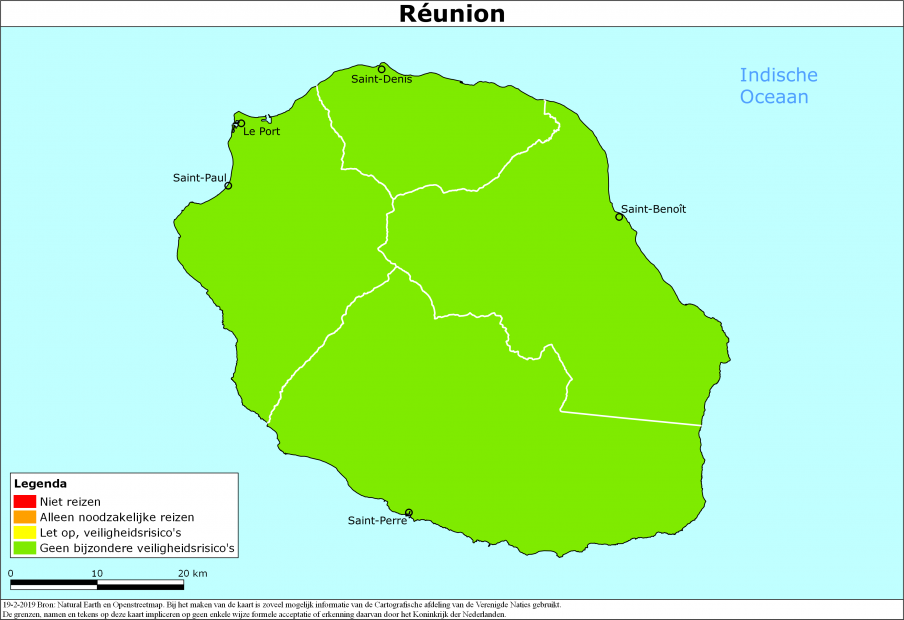 Réunion
Indische
Oceaan
Saint-Denis
Le Port
Saint-Paul
Saint-Benoît
Saint-Perre
Legenda
Niet reizen
Alleen noodzakelijke reizen
Let op, veiligheidsrisico's
Geen bijzondere veiligheidsrisico's
0 10 20 km
19-2-2019 Bron: Natural Earth en Openstreetmap. Bij het maken van de kaart is zoveel mogelijk informatie van de Cartografische afdeling van de Verenigde Naties gebruikt.
De grenzen, namen en tekens op deze kaart impliceren op geen enkele wijze formele acceptatie of erkenning daarvan door het Koninkrijk der Nederlanden.